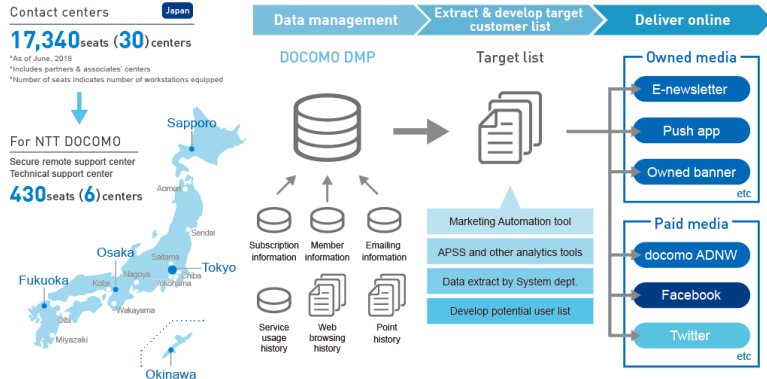 Contact centers
Japan
17,340 seats (30) centers
*As of June, 2018
*Includes partners & associates' centers
*Number of seats indicates number of workstations equipped
For NTT DOCOMO
Secure remote support center
Technical support center
430 seats (6) centers
Sapporo
Aomori
Sendai
Osaka
Saitama
Tokyo
Nagoya
Chiba
Fukuoka
Kobe
Yokohama
Wakayama
Oita
Miyazaki
Okinawa
Data management
Extract & develop target
customer list
Deliver online
DOCOMO DMP
Target list
Subscription
information
Member
information
Emailing
information
Service
usage
history
Web
browsing
history
Point
history
Marketing Automation tool
APSS and other analytics tools
Data extract by System dept.
Develop potential user list
Owned media
E-newsletter
Push app
Owned banner
etc
Paid media
docomo ADNW
Facebook
Twitter
etc